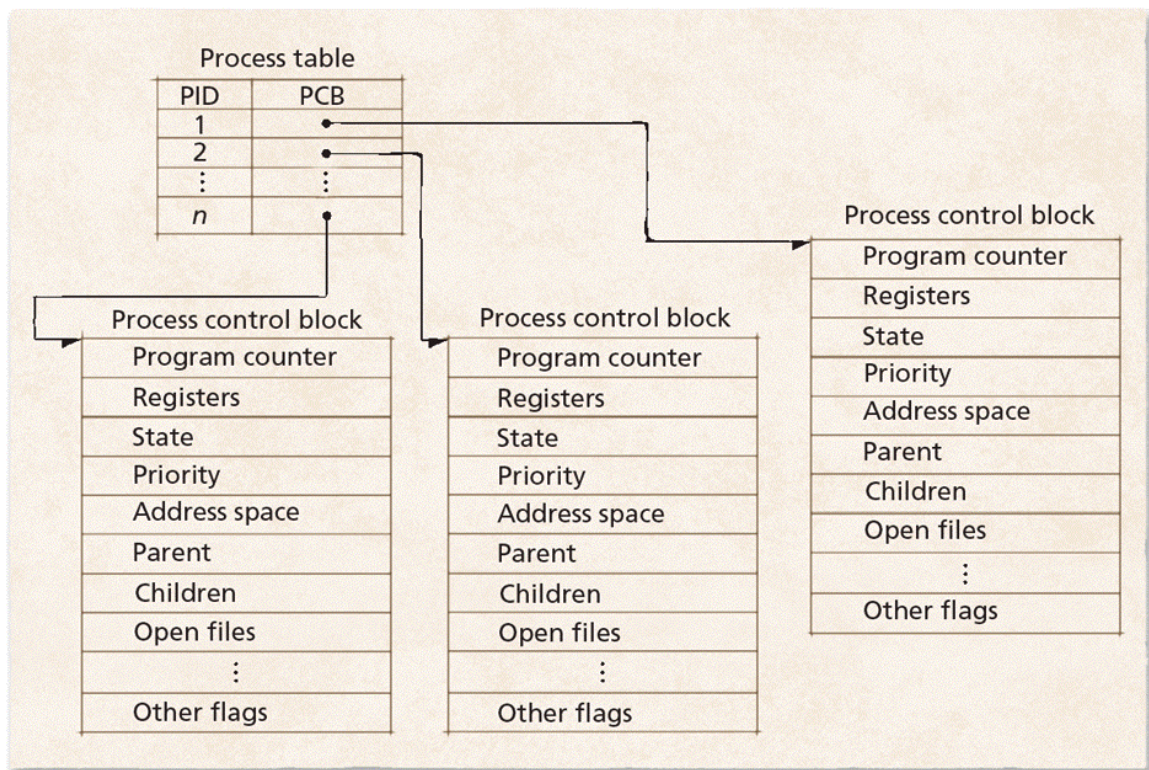 Process table
PID PCB
1
2
⋮ ⋮
n
Process control block
Program counter
Registers
State
Priority
Address space
Parent
Children
Open files
⋮
Other flags
Process control block
Program counter
Registers
State
Priority
Address space
Parent
Children
Open files
⋮
Other flags
Process control block
Program counter
Registers
State
Priority
Address space
Parent
Children
Open files
⋮
Other flags